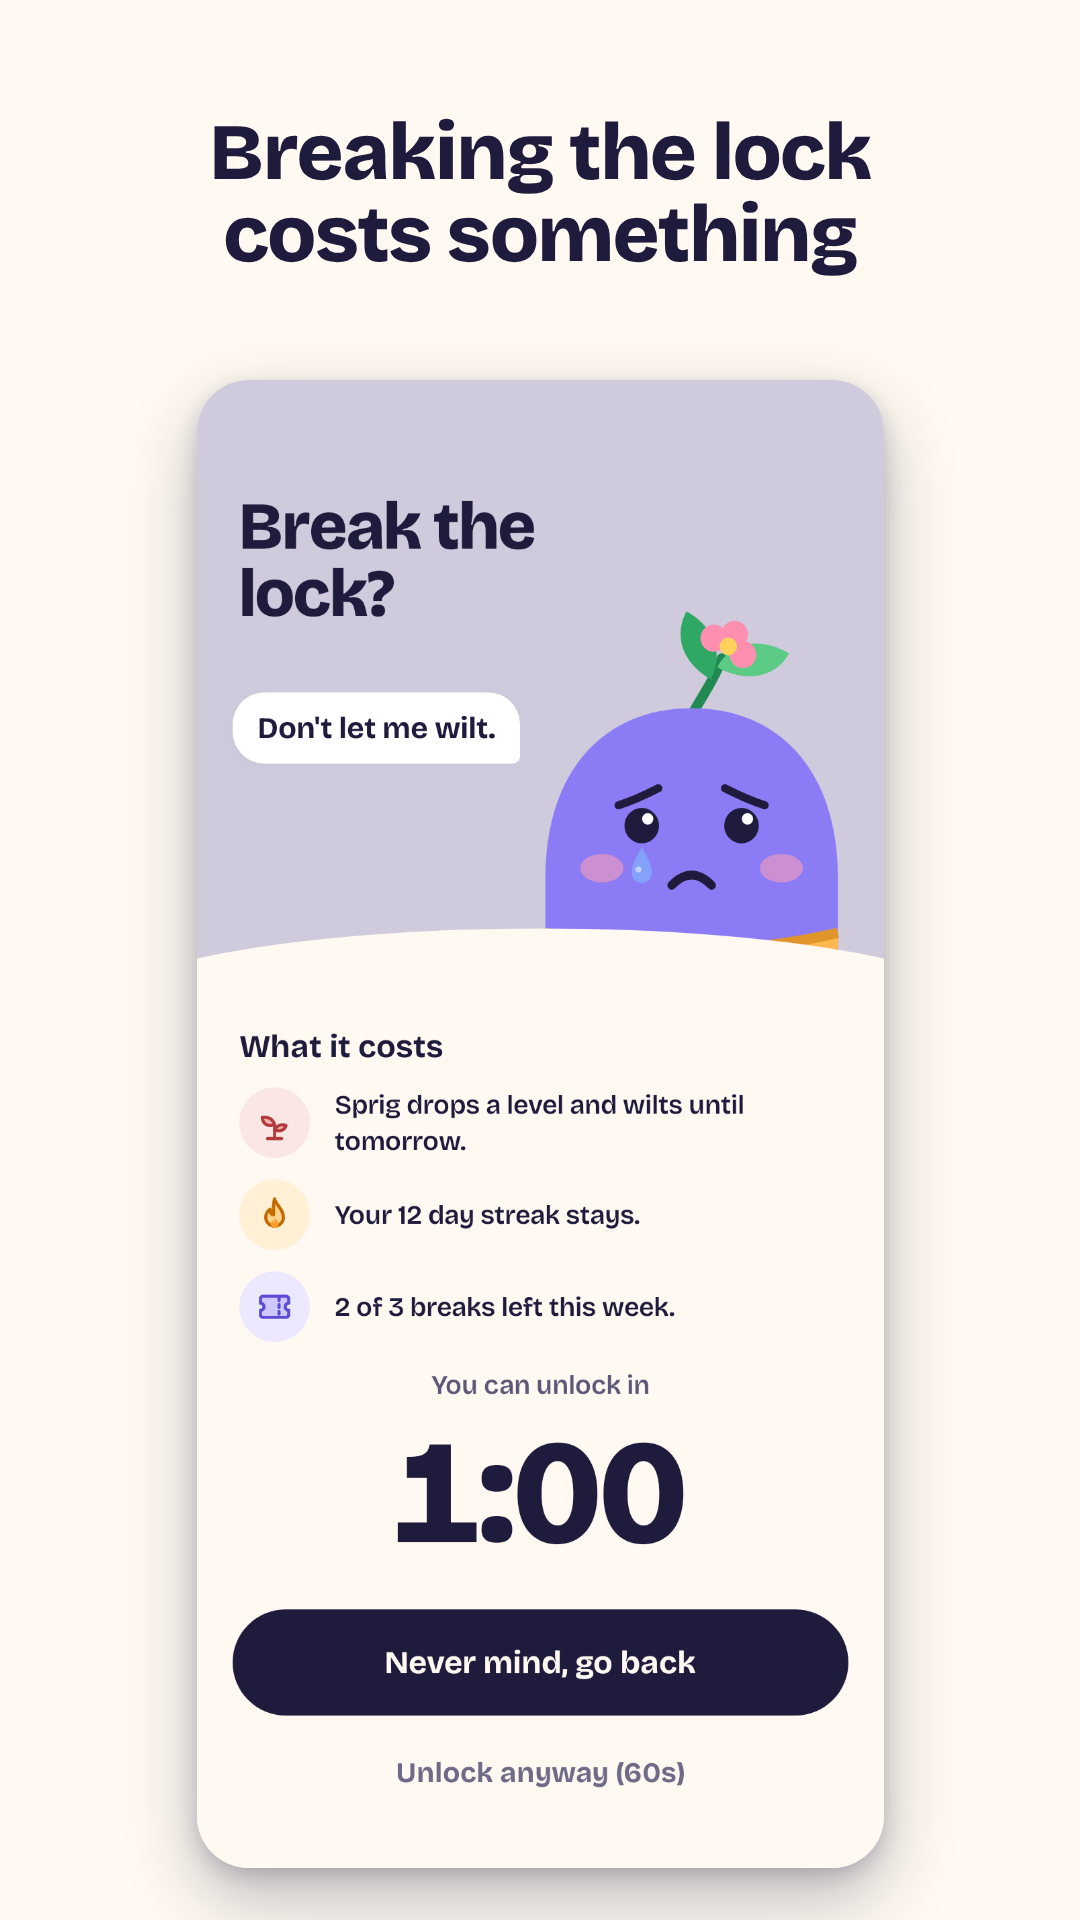 Breaking the lock
costs something
Break the
lock?
Don't let me wilt.
What it costs
Sprig drops a level and wilts until
tomorrow.
Your 12 day streak stays.
2 of 3 breaks left this week.
You can unlock in
1:00
Never mind, go back
Unlock anyway (60s)